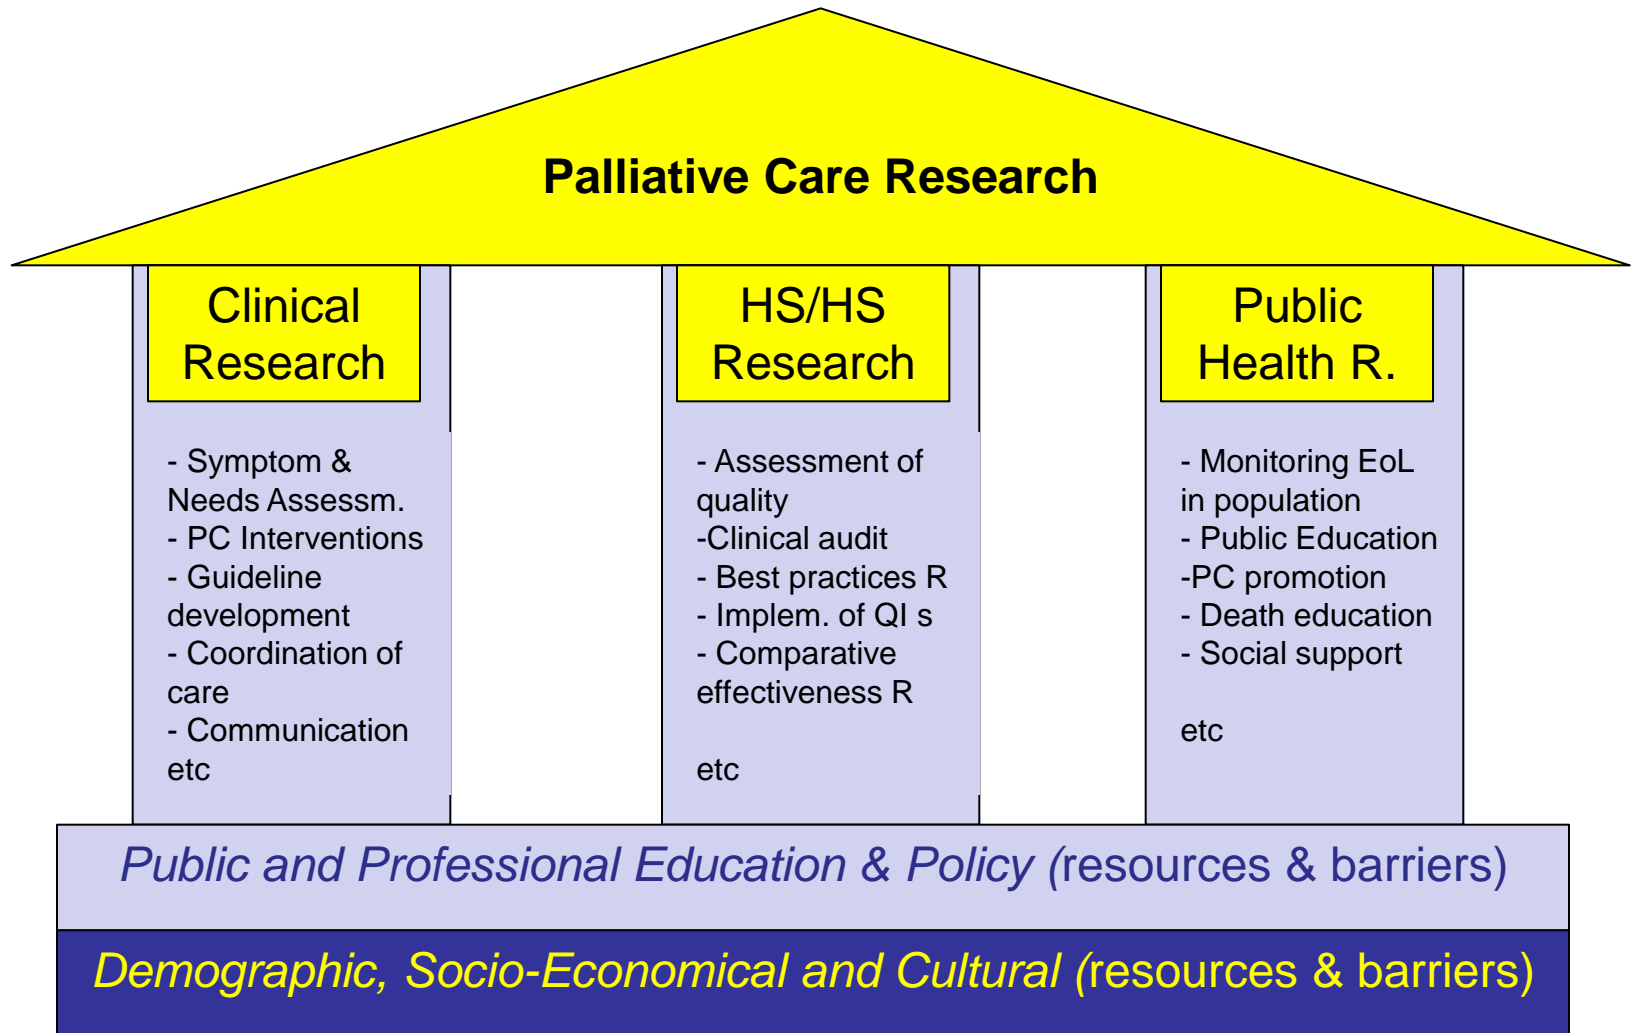 Palliative Care Research
Clinical
Research
- Symptom &
Needs Assessm.
- PC Interventions
- Guideline
development
- Coordination of
care
- Communication
etc
HS/HS
Research
- Assessment of
quality
-Clinical audit
- Best practices R
- Implem. of QI s
- Comparative
effectiveness R
etc
Public
Health R.
- Monitoring EoL
in population
- Public Education
-PC promotion
- Death education
- Social support
etc
Public and Professional Education & Policy (resources & barriers)
Demographic, Socio-Economical and Cultural (resources & barriers)